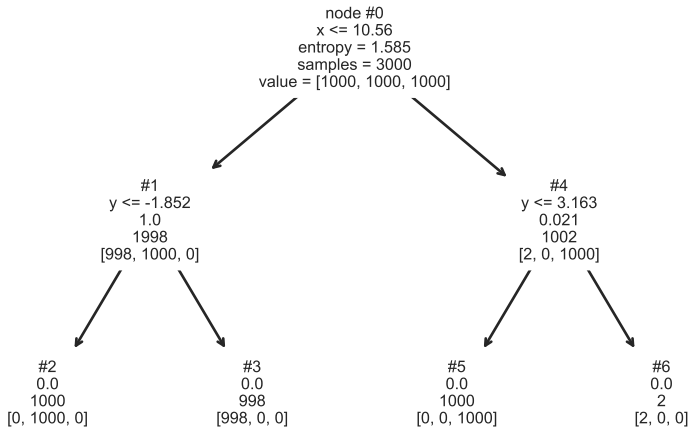 node #0
x <= 10.56
entropy = 1.585
samples = 3000
value = [1000, 1000, 1000]
#1
y <= -1.852
1.0
1998
[998, 1000, 0]
#4
y <= 3.163
0.021
1002
[2, 0, 1000]
#2
0.0
1000
[0, 1000, 0]
#3
0.0
998
[998, 0, 0]
#5
0.0
1000
[0, 0, 1000]
#6
0.0
2
[2, 0, 0]